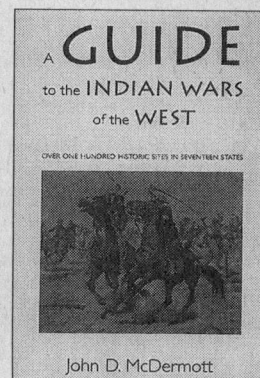 A GUIDE
to the INDIAN WARS
of the WEST
OVER ONE HUNDRED HISTORIC SITES IN SEVENTEEN STATES
John D. McDermott